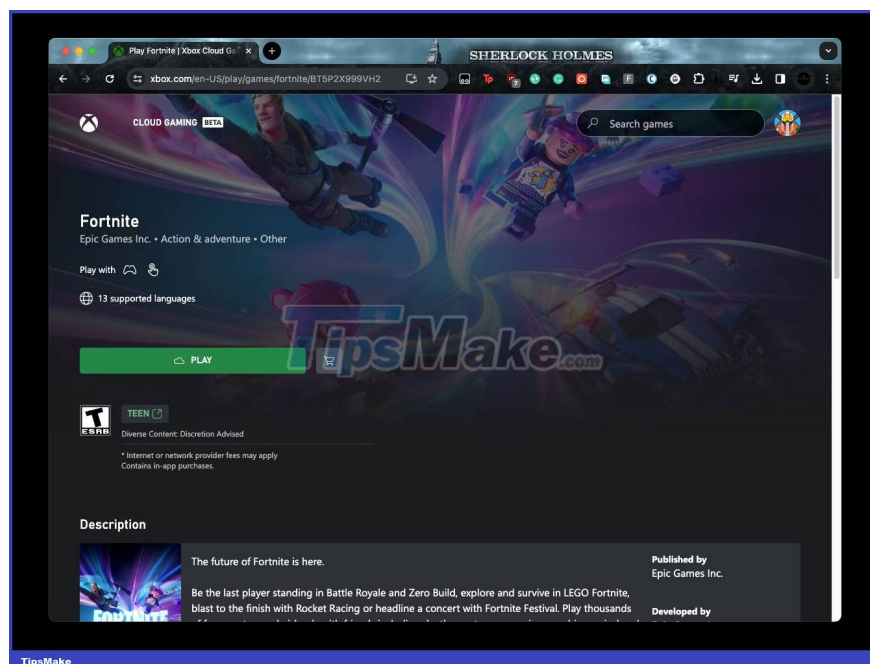 Play Fortnite | Xbox Cloud Ga
SHERLOCK HOLMES
xbox.com/en-US/play/games/fortnite/BT5P2X999VH2
CLOUD GAMING BETA
Search games
Fortnite
Epic Games Inc. • Action & adventure • Other
Play with
13 supported languages
TipsMake.com
PLAY
T
ESRB
TEEN
Diverse Content: Discretion Advised
* Internet or network provider fees may apply
Contains in-app purchases.
Description
The future of Fortnite is here.
Be the last player standing in Battle Royale and Zero Build, explore and survive in LEGO Fortnite,
blast to the finish with Rocket Racing or headline a concert with Fortnite Festival. Play thousands
Published by
Epic Games Inc.
Developed by
FORTNITE
TipsMake